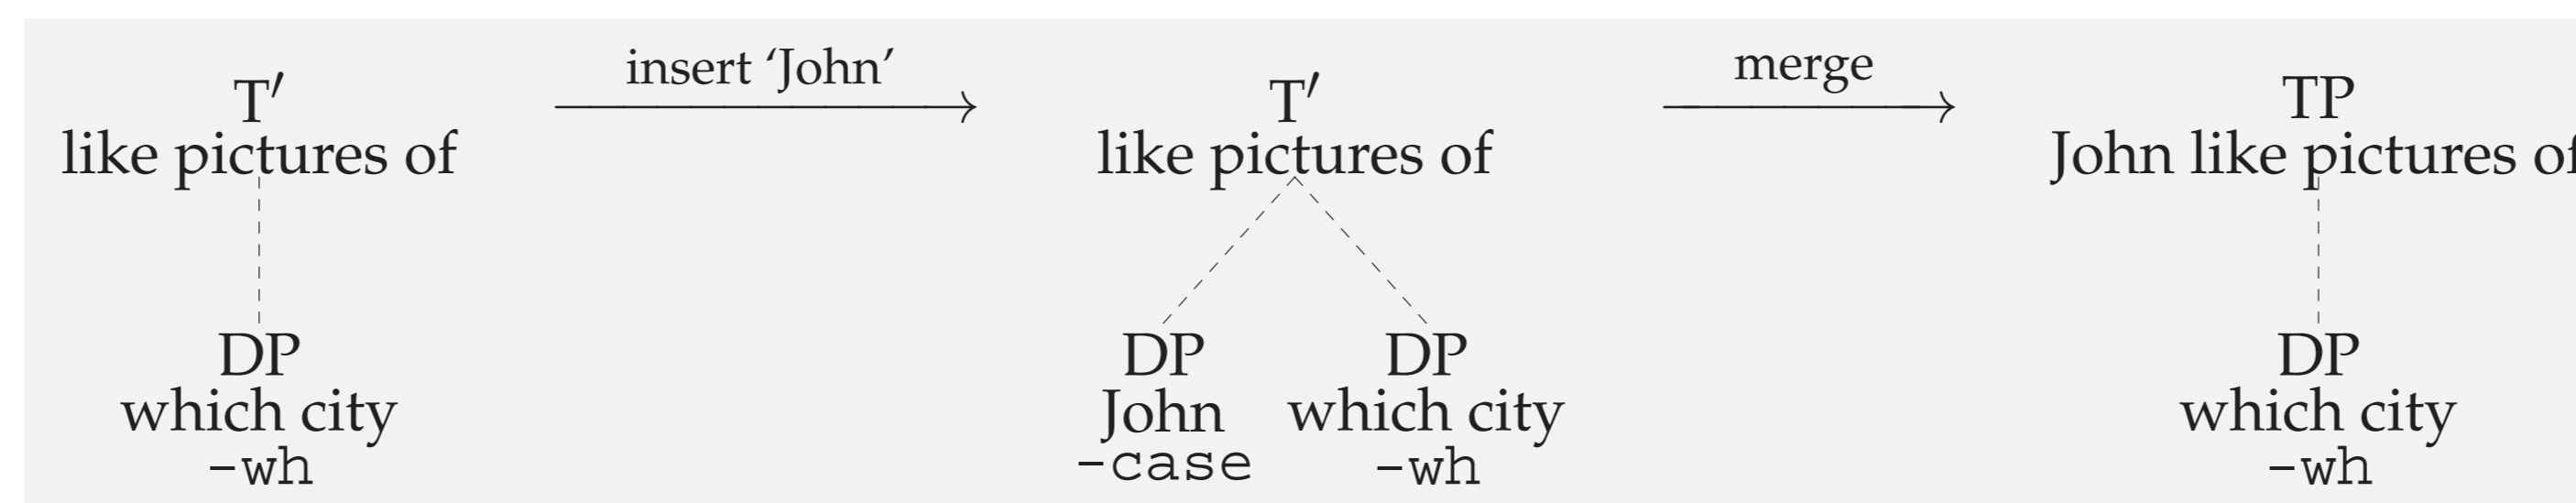 insert ‘John’
merge
T′
T′
TP
like pictures of
like pictures of
John like pictures of
DP
DP
DP
DP
which city
John
which city
which city
-wh
-case
-wh
-wh